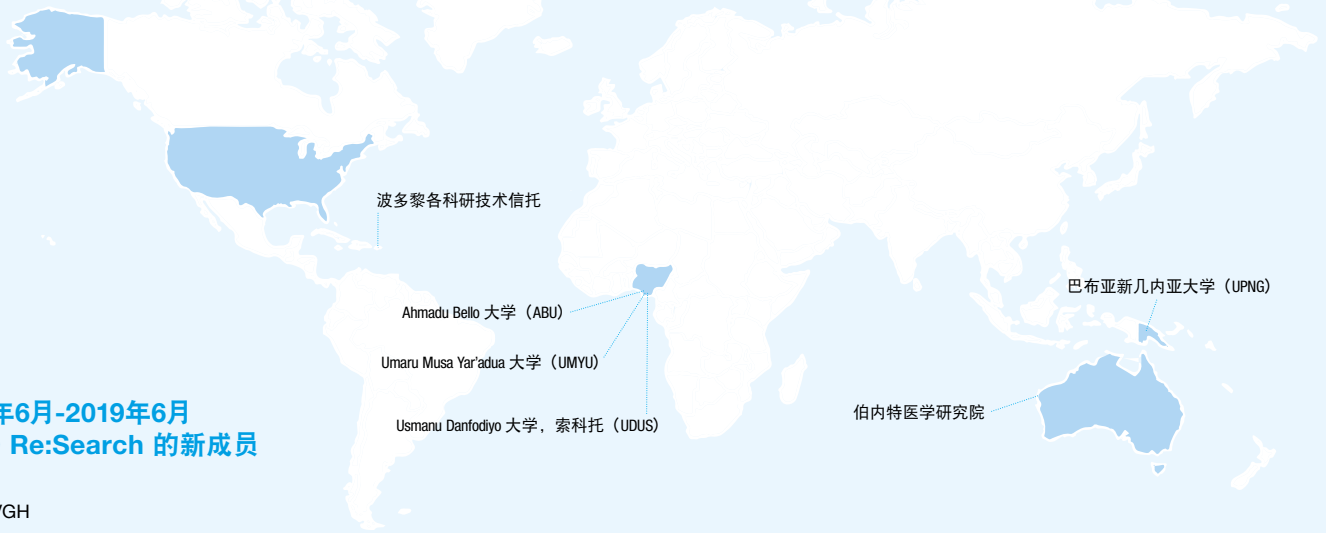 波多黎各科研技术信托
Ahmadu Bello 大学（ABU）
Umaru Musa Yar'adua 大学（UMYU）
Usmanu Danfodiyo 大学，索科托（UDUS）
巴布亚新几内亚大学（UPNG）
伯内特医学研究院
年6月-2019年6月
Re:Search 的新成员
VGH